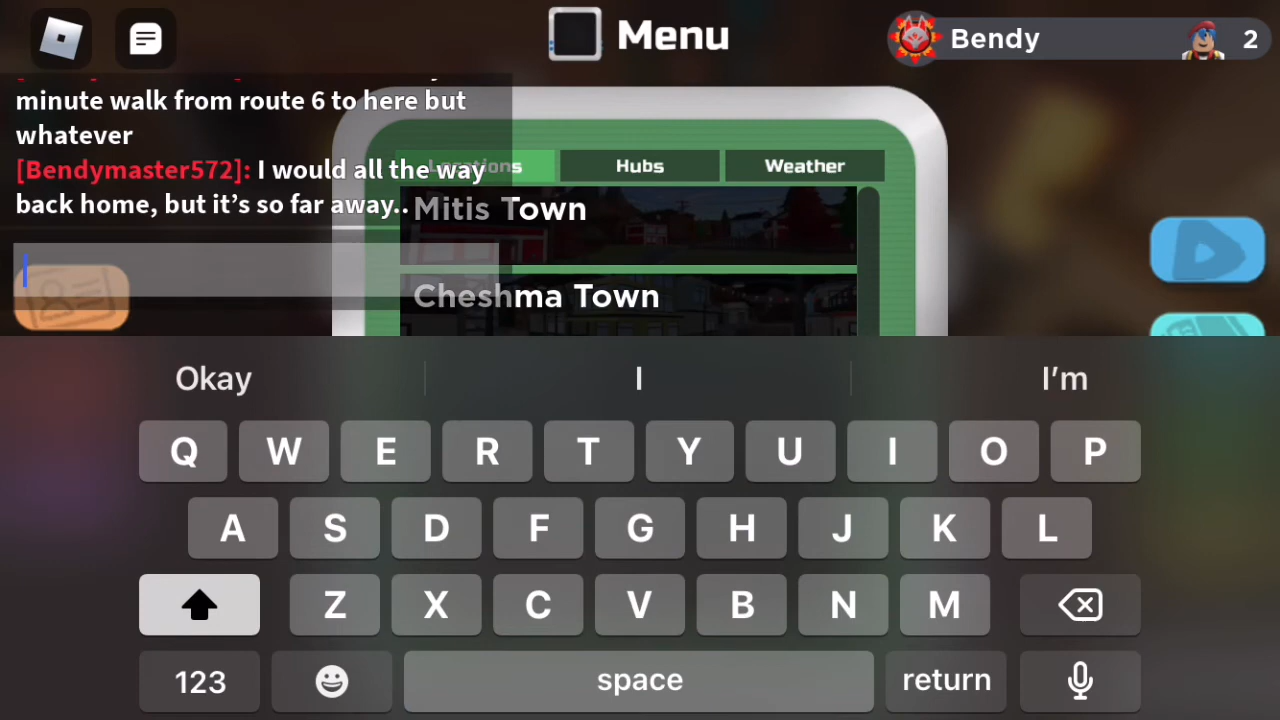 Menu
Bendy
2
minute walk from route 6 to here but
whatever
[Bendymaster572]: I would all the way
back home, but it’s so far away..
Locations
Hubs
Weather
Mitis Town
Cheshma Town
Okay
I
I’m
Q W E R T Y U I O P
A S D F G H J K L
Z X C V B N M
123
space
return